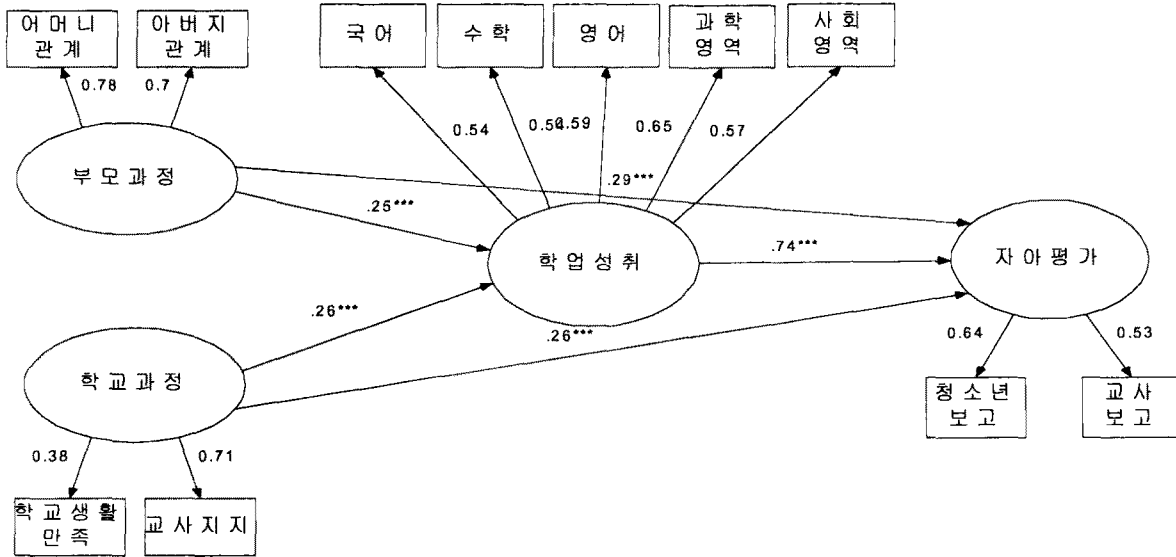 어머니
관계
아버지
관계
국어
수학
영어
과학
영역
사회
영역
0.78
0.7
0.54
0.59
0.65
0.57
부모과정
.29***
.25***
학업성취
.74***
자아평가
.26***
.26***
학교과정
0.64
0.53
청소년
보고
교사
보고
0.38
0.71
학교생활
만족
교사지지